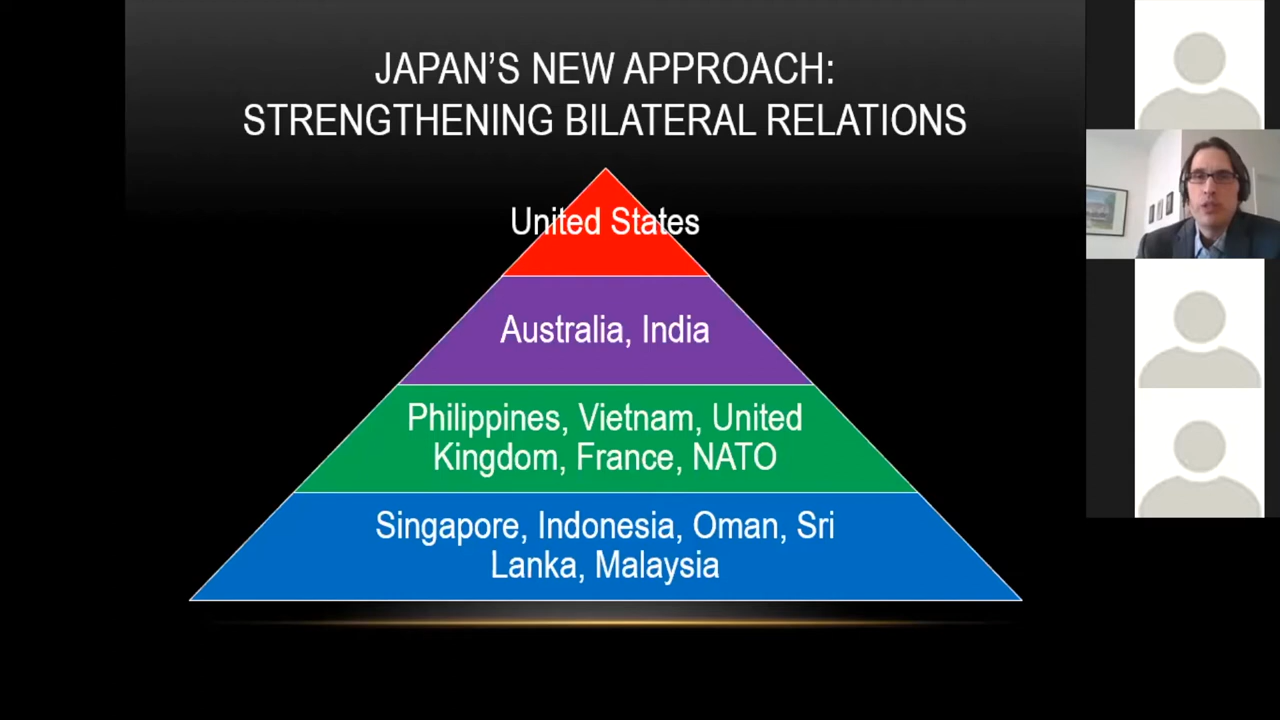 JAPAN'S NEW APPROACH:
STRENGTHENING BILATERAL RELATIONS
United States
Australia, India
Philippines, Vietnam, United
Kingdom, France, NATO
Singapore, Indonesia, Oman, Sri
Lanka, Malaysia